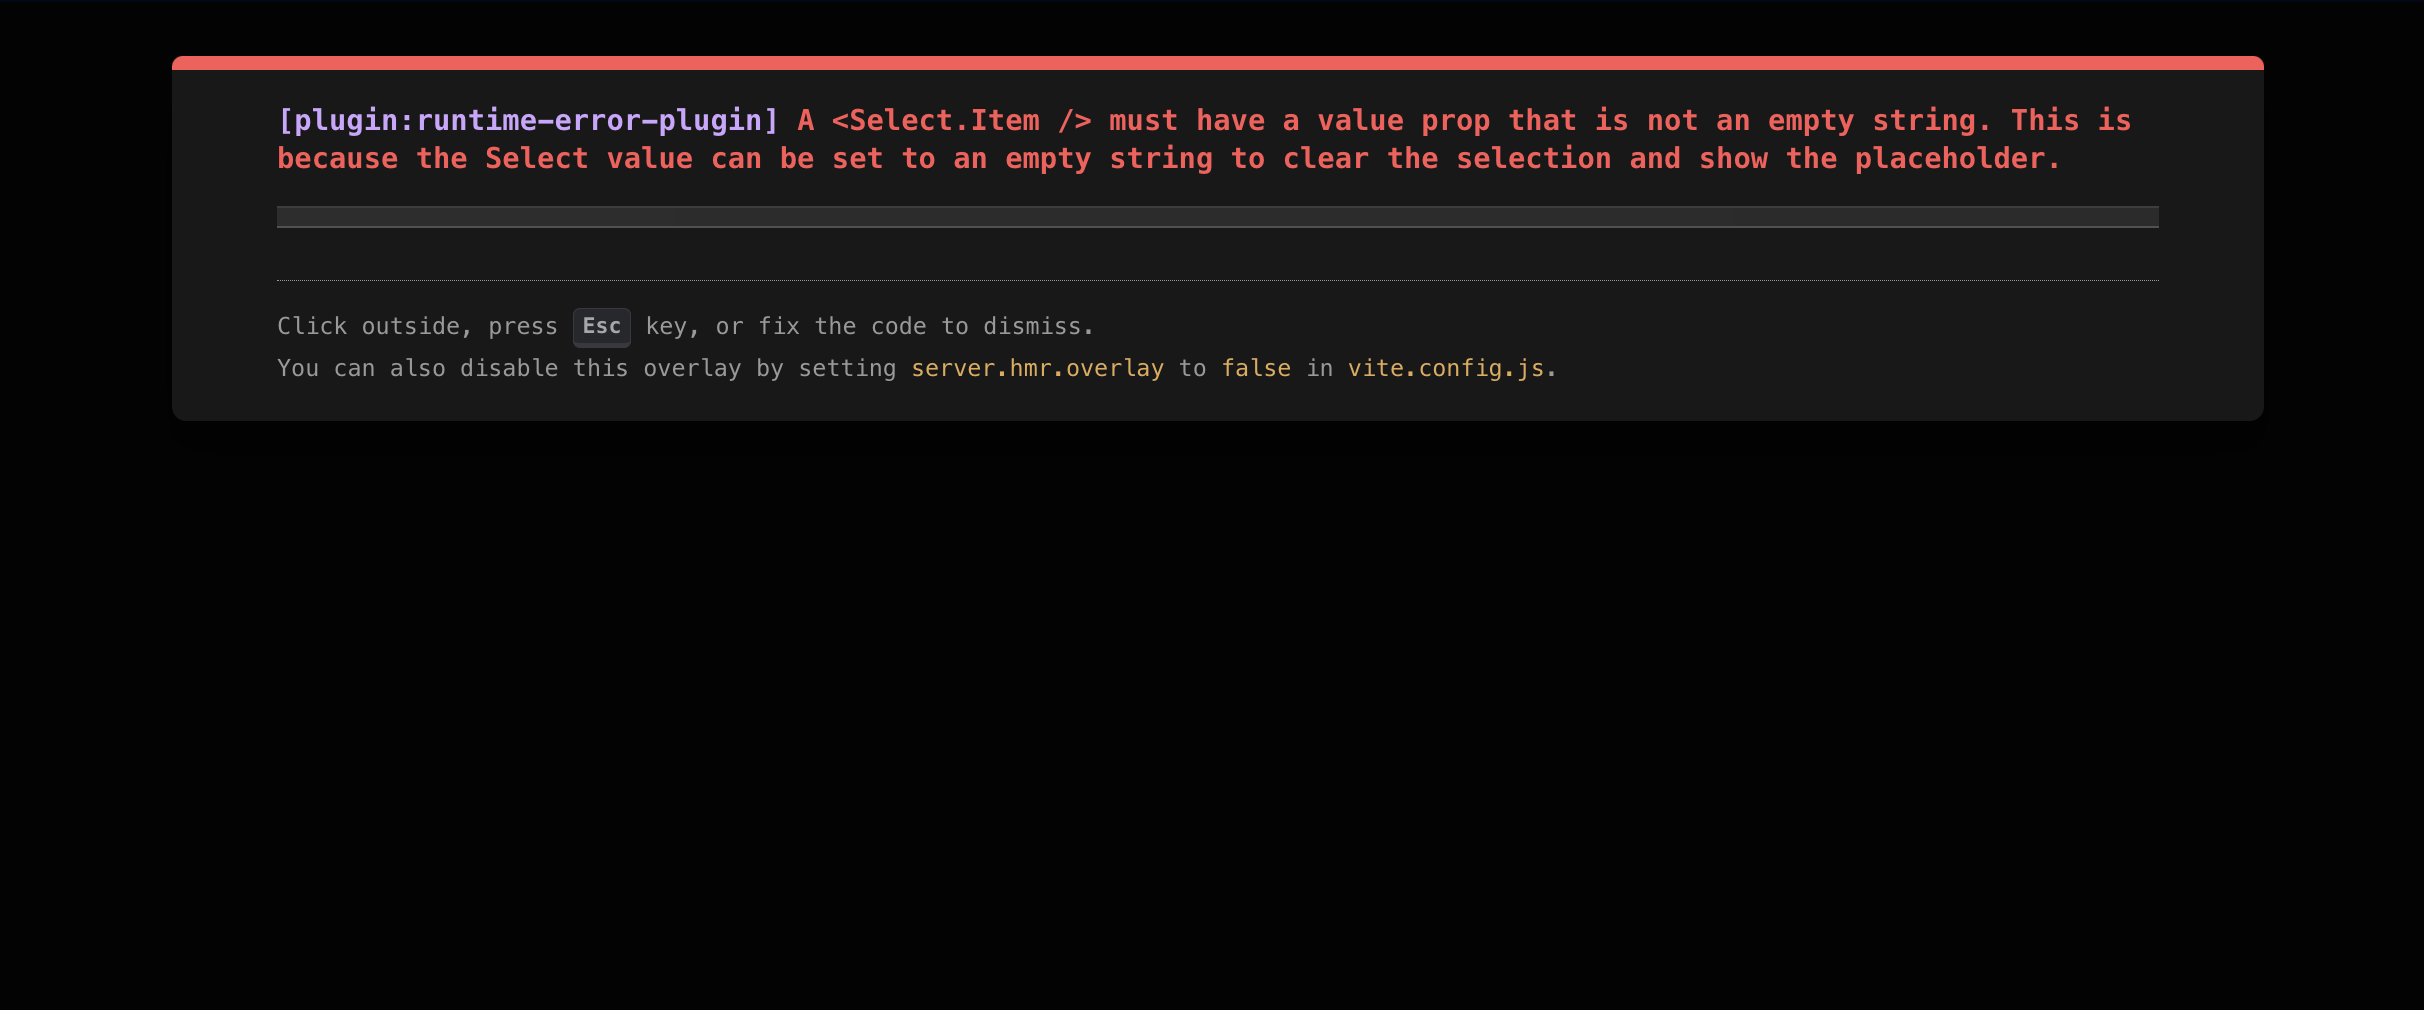 [plugin:runtime-error-plugin] A <Select.Item /> must have a value prop that is not an empty string. This is
because the Select value can be set to an empty string to clear the selection and show the placeholder.
Click outside, press Esc key, or fix the code to dismiss.
You can also disable this overlay by setting server.hmr.overlay to false in vite.config.js.